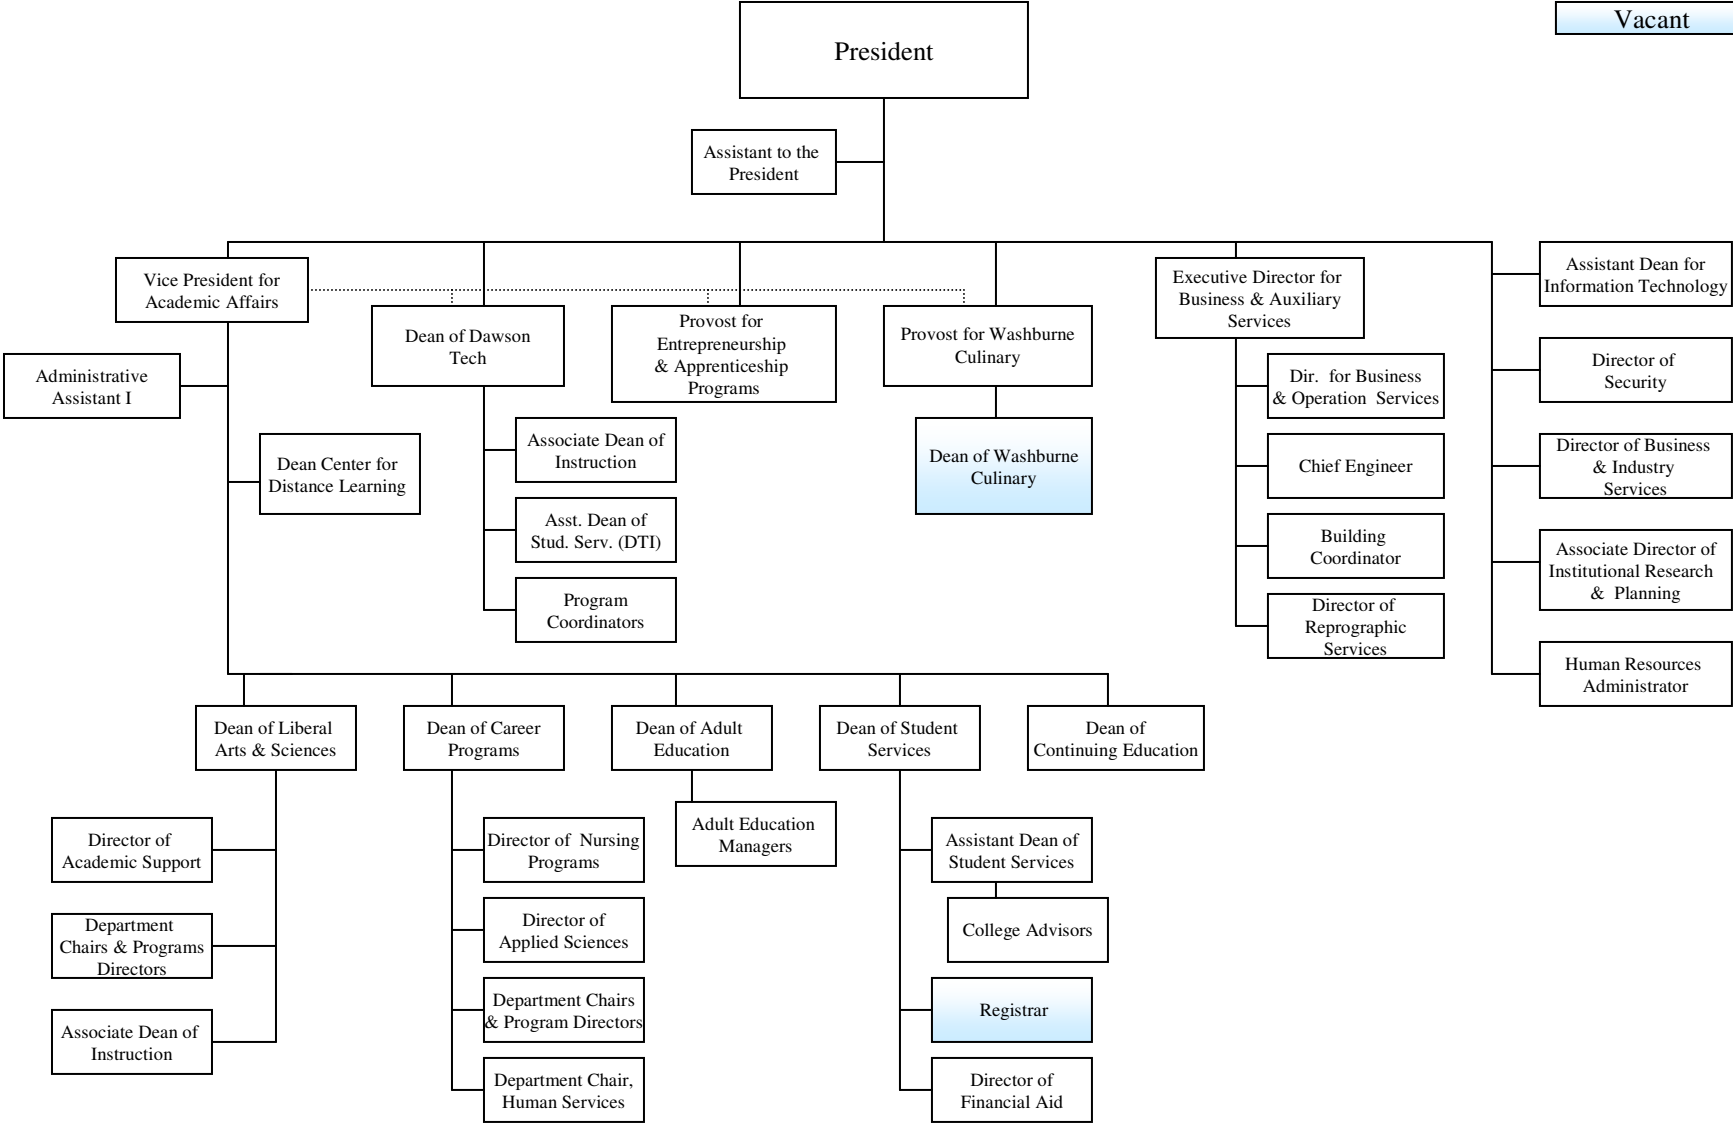 President
Vacant
Assistant to the
President
Vice President for
Academic Affairs
Administrative
Assistant I
Dean Center for
Distance Learning
Dean of Dawson
Tech
Associate Dean of
Instruction
Asst. Dean of
Stud. Serv. (DTI)
Program
Coordinators
Provost for
Entrepreneurship
& Apprenticeship
Programs
Provost for Washburne
Culinary
Dean of Washburne
Culinary
Executive Director for
Business & Auxiliary
Services
Dir. for Business
& Operation Services
Chief Engineer
Building
Coordinator
Director of
Reprographic
Services
Assistant Dean for
Information Technology
Director of
Security
Director of Business
& Industry
Services
Associate Director of
Institutional Research
& Planning
Human Resources
Administrator
Dean of Liberal
Arts & Sciences
Director of
Academic Support
Department
Chairs & Programs
Directors
Associate Dean of
Instruction
Dean of Career
Programs
Director of Nursing
Programs
Director of
Applied Sciences
Department Chairs
& Program Directors
Department Chair,
Human Services
Dean of Adult
Education
Adult Education
Managers
Dean of Student
Services
Assistant Dean of
Student Services
College Advisors
Registrar
Director of
Financial Aid
Dean of
Continuing Education